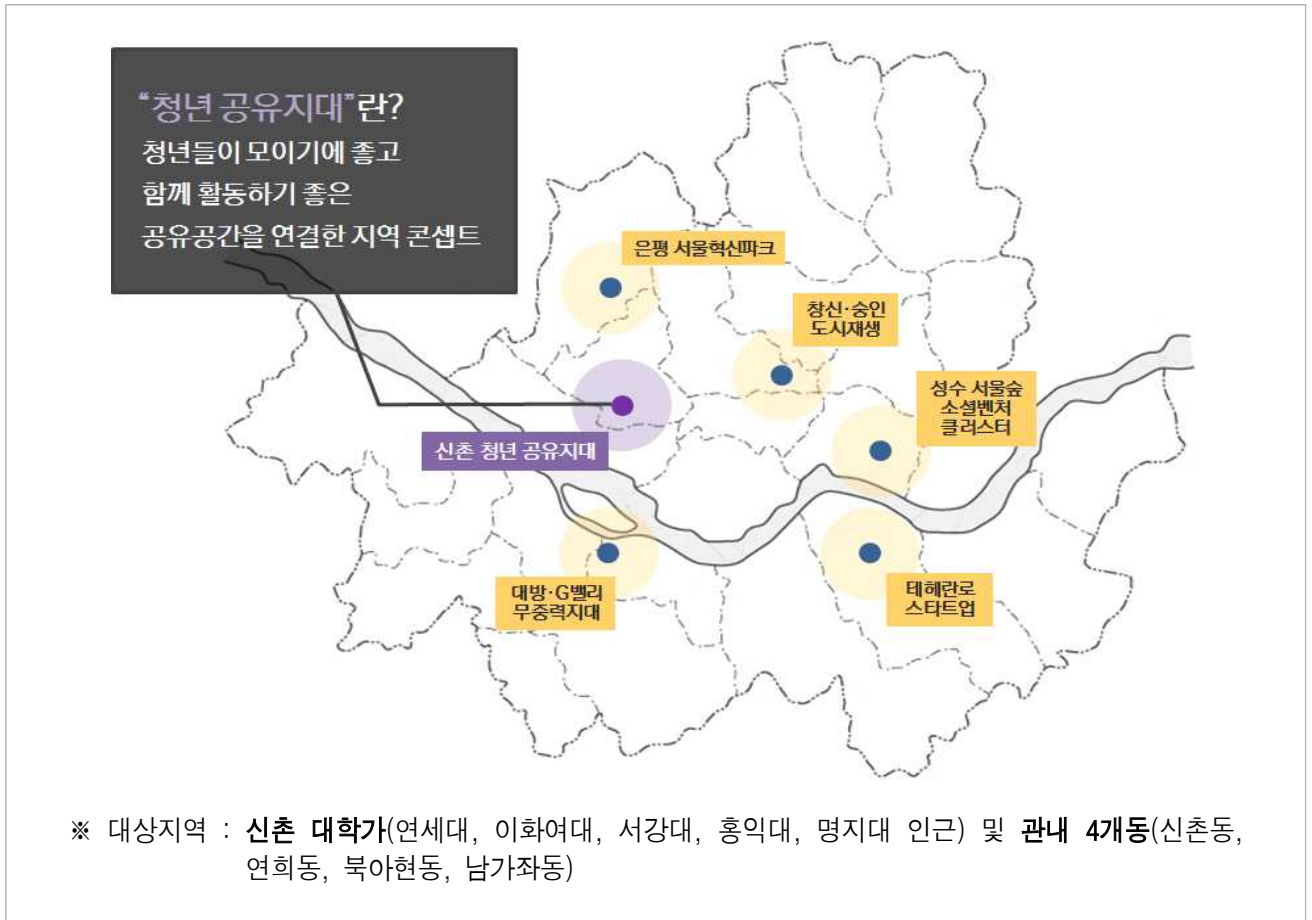 “청년 공유지대”란?
청년들이 모이기에 좋고
함께 활동하기 좋은
공유공간을 연결한 지역 콘셉트
은평 서울혁신파크
창신·숭인
도시재생
성수 서울숲
소셜벤처
클러스터
신촌 청년 공유지대
대방·G밸리
무중력지대
테헤란로
스타트업
※ 대상지역 : 신촌 대학가(연세대, 이화여대, 서강대, 홍익대, 명지대 인근) 및 관내 4개동(신촌동,
연희동, 북아현동, 남가좌동)